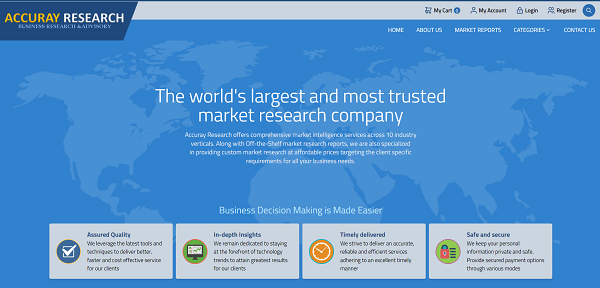 ACCURAY RESEARCH
BUSINESS RESEARCH & ADVISORY
My Cart 0 My Account Login Register
HOME ABOUT US MARKET REPORTS CATEGORIES CONTACT US
The world's largest and most trusted
market research company
Accuray Research offers comprehensive market intelligence services across 10 industry
verticals. Along with Off-the-Shelf market research reports, we are also specialized
in providing custom market research at affordable prices targeting the client specific
requirements for all your business needs.
Business Decision Making is Made Easier
Assured Quality
We leverage the latest tools and
techniques to deliver better,
faster and cost effective service
for our clients
In-depth Insights
We remain dedicated to staying
at the forefront of technology
trends to attain greatest results
for our clients
Timely delivered
We strive to deliver an accurate,
reliable and efficient services
adhering to an excellent timely
manner
Safe and secure
We keep your personal
information private and safe.
Provide secured payment options
through various modes